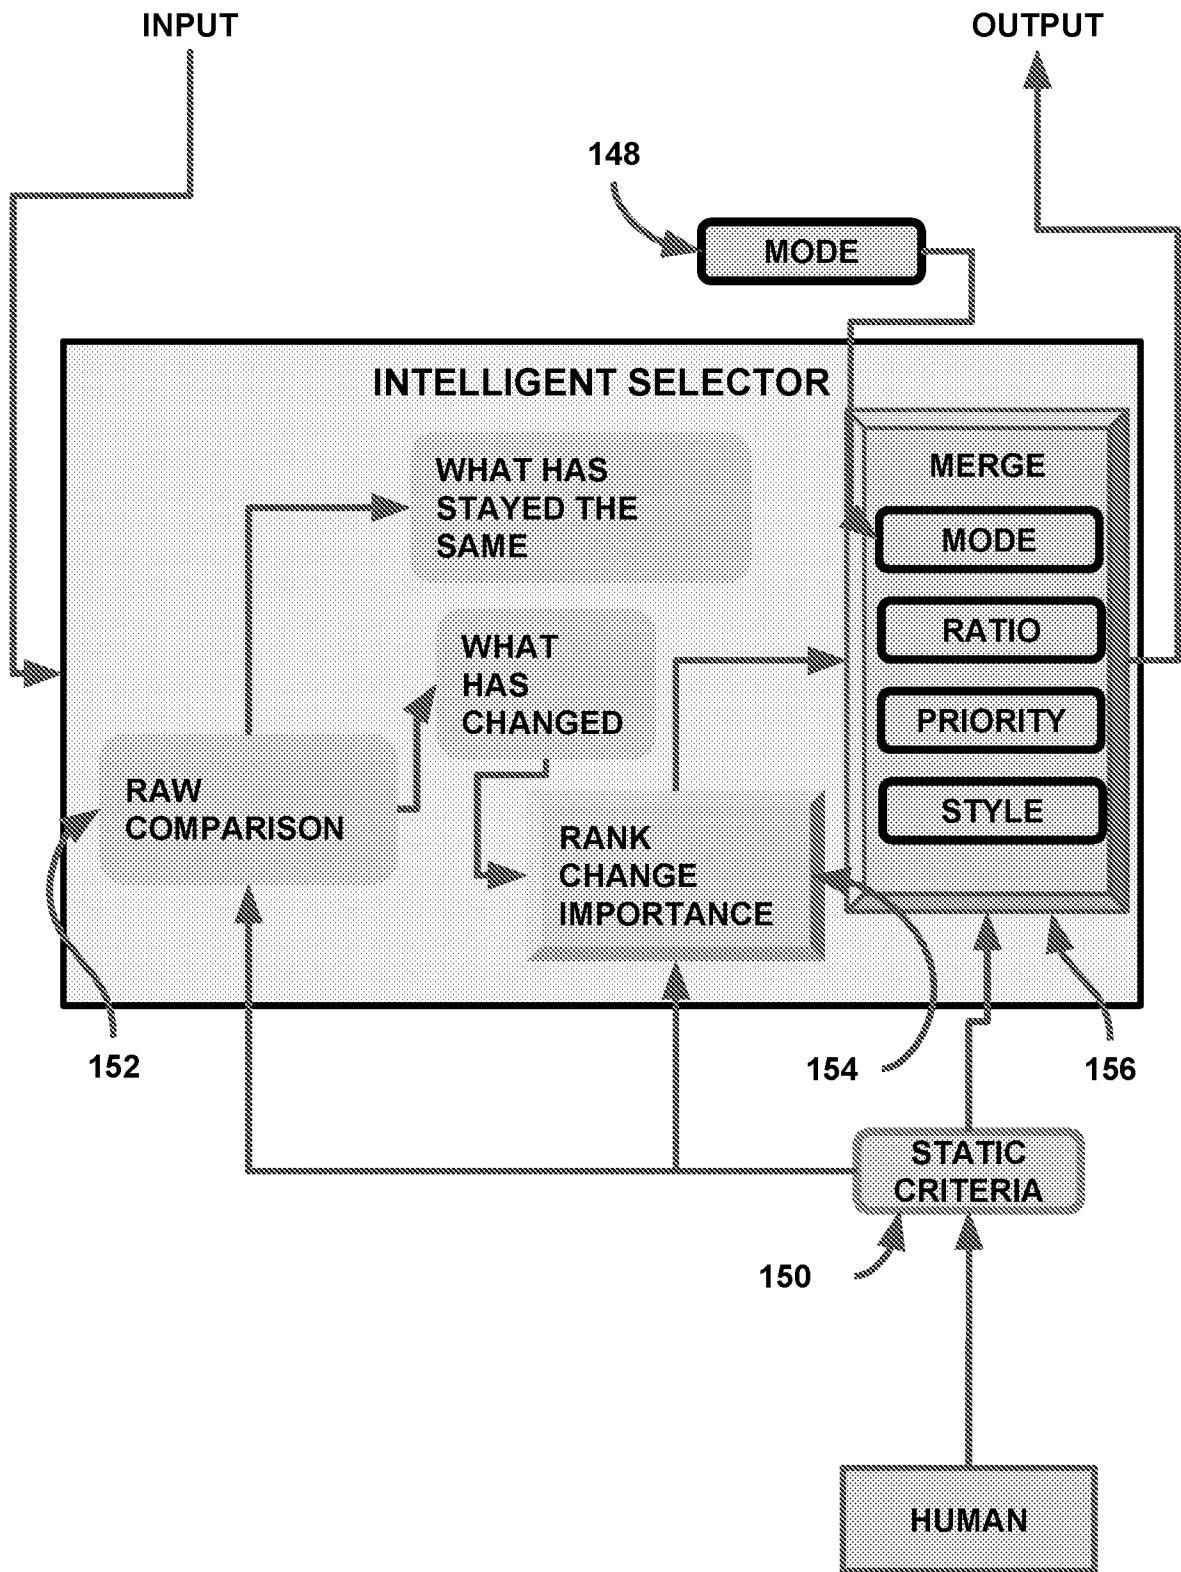 INPUT
OUTPUT
148
MODE
INTELLIGENT SELECTOR
WHAT HAS
STAYED THE
SAME
WHAT
HAS
CHANGED
RAW
COMPARISON
RANK
CHANGE
IMPORTANCE
MERGE
MODE
RATIO
PRIORITY
STYLE
152
154
156
STATIC
CRITERIA
150
HUMAN